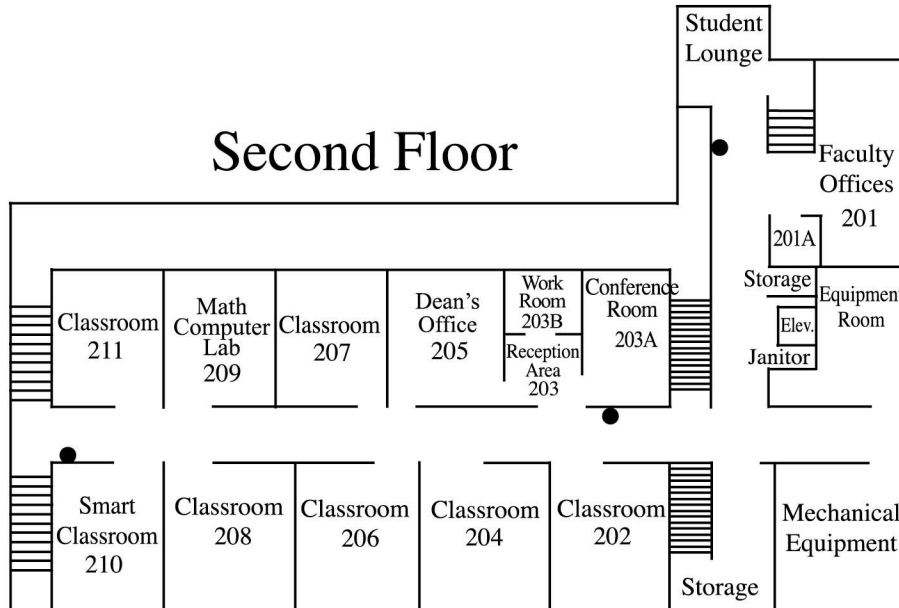 Student
Lounge
Second Floor
Faculty
Offices
201
201A
Storage
Equipment
Room
Elev.
Janitor
Classroom
211
Math
Computer
Lab
209
Classroom
207
Dean's
Office
205
Work
Room
203B
Reception
Area
203
Conference
Room
203A
Smart
Classroom
210
Classroom
208
Classroom
206
Classroom
204
Classroom
202
Storage
Mechanical
Equipment